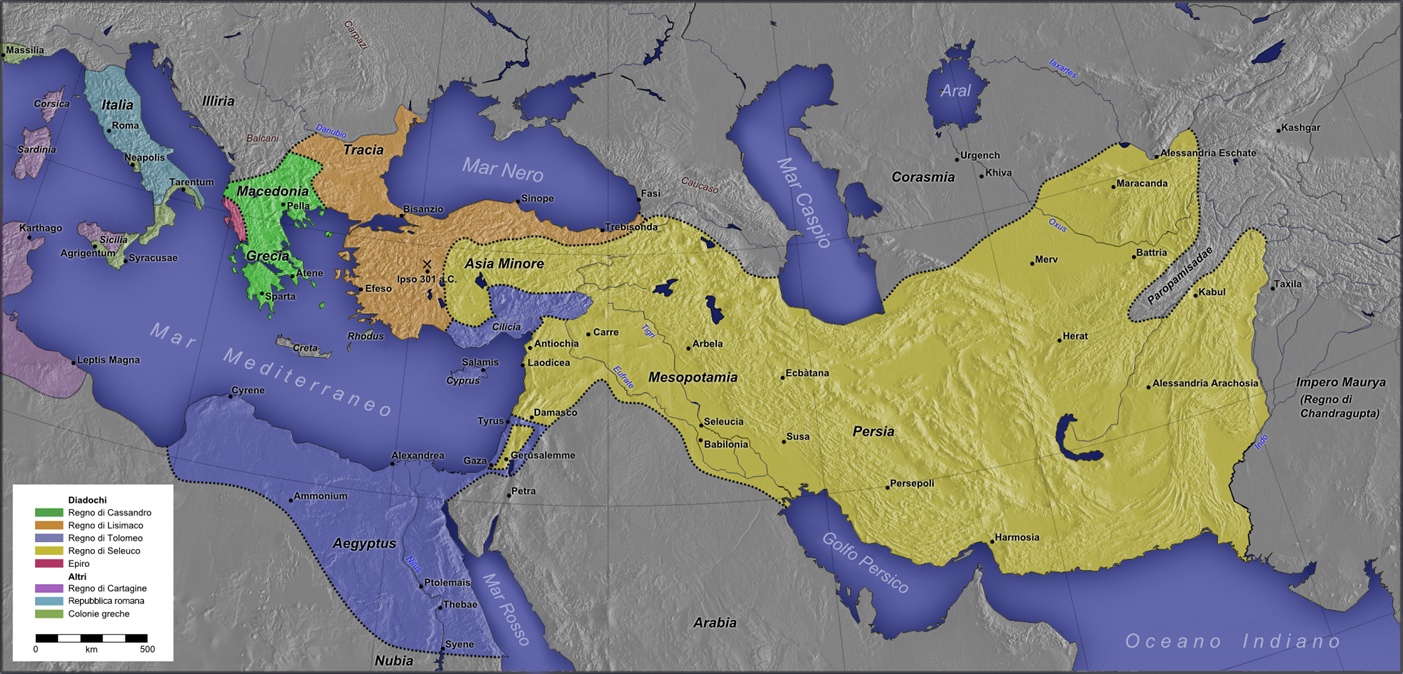 Massilia
Carpazi
Corsica
Italia
Illiria
Roma
Sardinia
Neapolis
Balcani
Danubio
Tracia
Tarentum
Macedonia
Pella
Karthago
Agrigentum
Sicilia
Syracusae
Grecia
Atene
Sparta
Bisanzio
Mar Nero
Sinope
Fasi
Caucaso
Trebisonda
Asia Minore
Ipso 301 a.C.
Efeso
Rhodus
Creta
Cilicia
Salamis
Cyprus
Mar Mediterraneo
Leptis Magna
Cyrene
Alexandrea
Ammonium
Aegyptus
Nilus
Ptolemais
Thebae
Syene
Nubia
Mar Rosso
Antiochia
Laodicea
Carre
Tigri
Eufrate
Arbela
Mesopotamia
Damasco
Tyrus
Gaza
Gerusalemme
Petra
Seleucia
Babilonia
Ecbàtana
Susa
Persia
Persepoli
Harmosia
Golfo Persico
Arabia
Mar Caspio
Aral
Iaxartes
Urgench
Khiva
Corasmia
Kashgar
Alessandria Eschate
Maracanda
Oxus
Merv
Battria
Paropamisadae
Kabul
Taxila
Herat
Alessandria Arachosia
Impero Maurya
(Regno di
Chandragupta)
Indo
Oceano Indiano
Diadochi
Regno di Cassandro
Regno di Lisimaco
Regno di Tolomeo
Regno di Seleuco
Epiro
Altri
Regno di Cartagine
Repubblica romana
Colonie greche
0 km 500